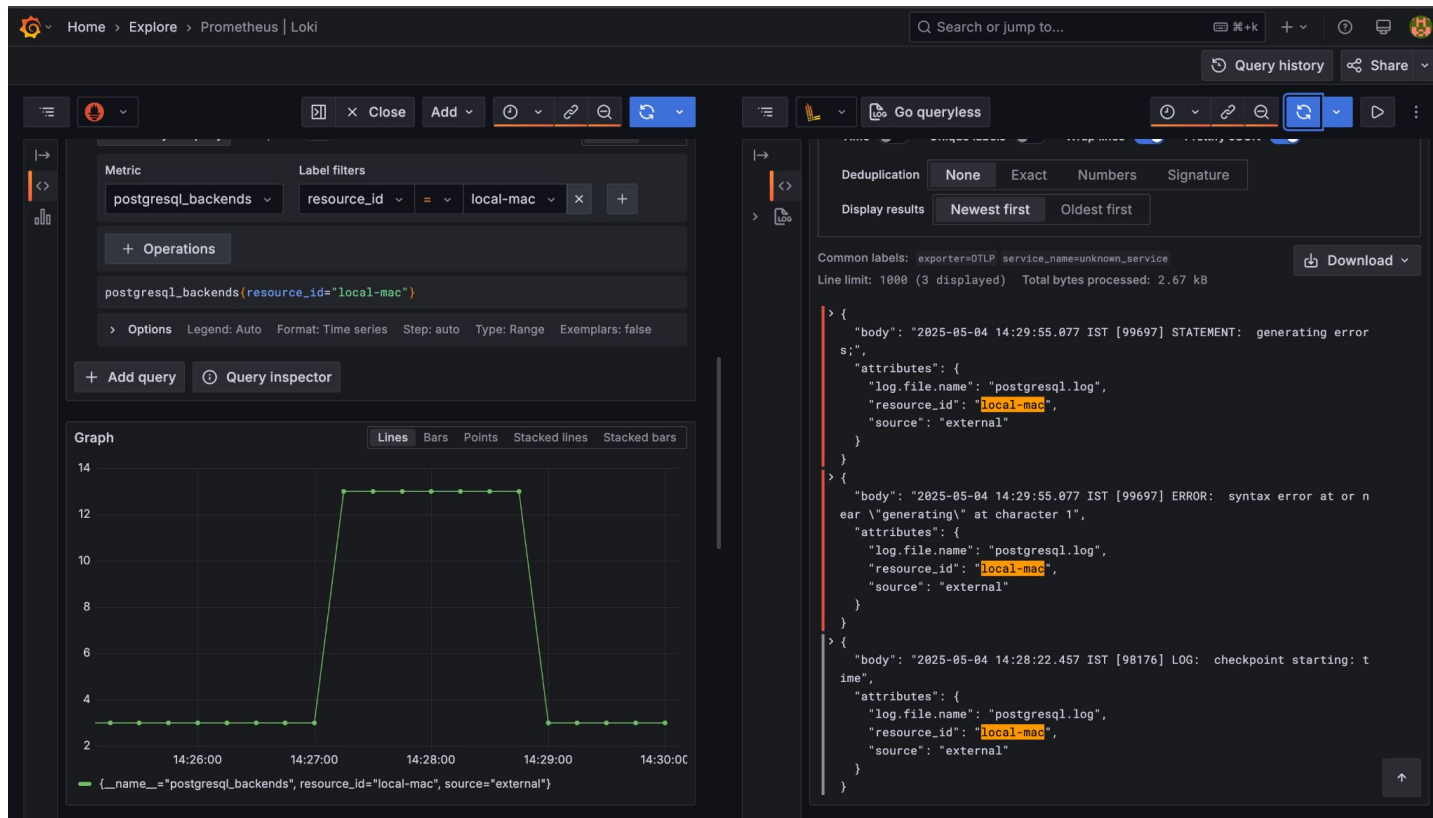 Home > Explore > Prometheus | Loki
Search or jump to...
⌘+k
Query history
Share
Close
Add
Go queryless
Metric
Label filters
postgresql_backends
resource_id
=
local-mac
+ Operations
postgresql_backends{resource_id="local-mac"}
> Options Legend: Auto Format: Time series Step: auto Type: Range Exemplars: false
+ Add query
Query inspector
Graph
Lines Bars Points Stacked lines Stacked bars
14
12
10
8
6
4
2
14:26:00 14:27:00 14:28:00 14:29:00 14:30:00
{__name__="postgresql_backends", resource_id="local-mac", source="external"}
Deduplication None Exact Numbers Signature
Display results Newest first Oldest first
Common labels: exporter=OTLP service_name=unknown_service
Line limit: 1000 (3 displayed) Total bytes processed: 2.67 kB
Download
> {
"body": "2025-05-04 14:29:55.077 IST [99697] STATEMENT:  generating error
s;",
"attributes": {
"log.file.name": "postgresql.log",
"resource_id": "local-mac",
"source": "external"
}
}
> {
"body": "2025-05-04 14:29:55.077 IST [99697] ERROR:  syntax error at or n
ear \"generating\" at character 1",
"attributes": {
"log.file.name": "postgresql.log",
"resource_id": "local-mac",
"source": "external"
}
}
> {
"body": "2025-05-04 14:28:22.457 IST [98176] LOG:  checkpoint starting: t
ime",
"attributes": {
"log.file.name": "postgresql.log",
"resource_id": "local-mac",
"source": "external"
}
}